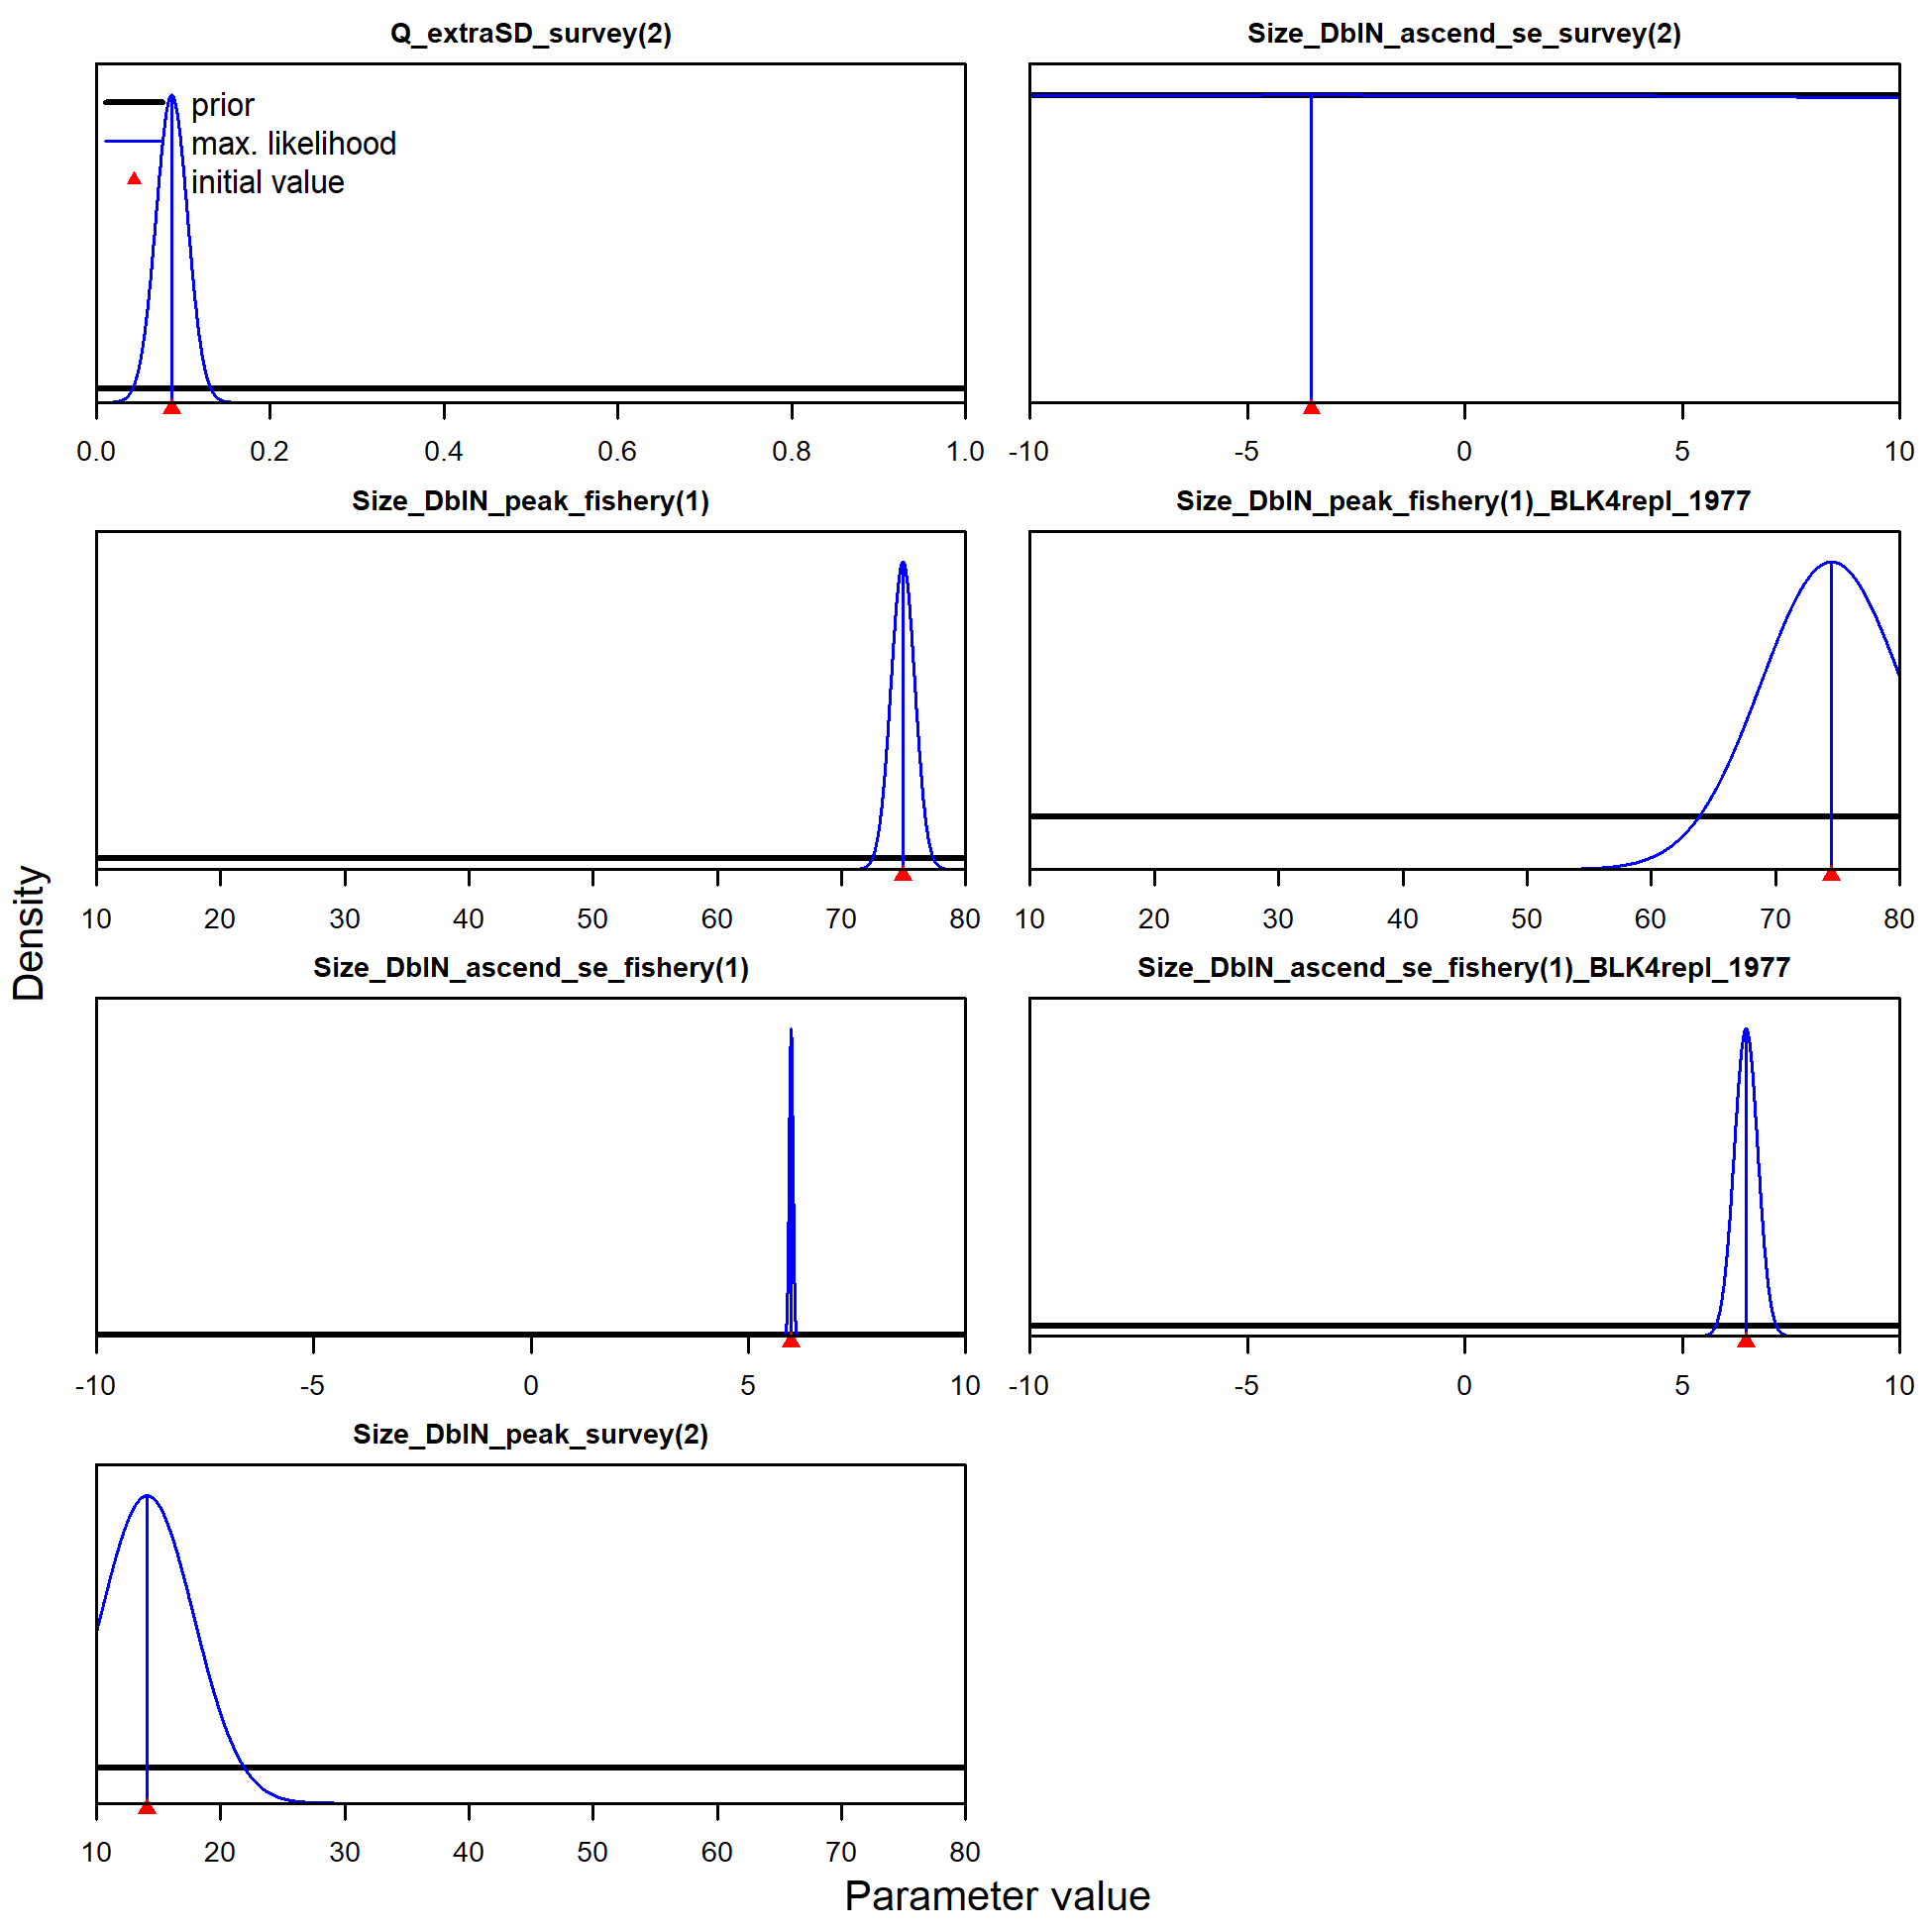 Q_extraSD_survey(2)
Size_DblN_ascend_se_survey(2)
prior
max. likelihood
initial value
0.0 0.2 0.4 0.6 0.8 1.0
-10 -5 0 5 10
Size_DblN_peak_fishery(1)
Size_DblN_peak_fishery(1)_BLK4repl_1977
10 20 30 40 50 60 70 80
10 20 30 40 50 60 70 80
Size_DblN_ascend_se_fishery(1)
Size_DblN_ascend_se_fishery(1)_BLK4repl_1977
-10 -5 0 5 10
-10 -5 0 5 10
Size_DblN_peak_survey(2)
10 20 30 40 50 60 70 80
Density
Parameter value